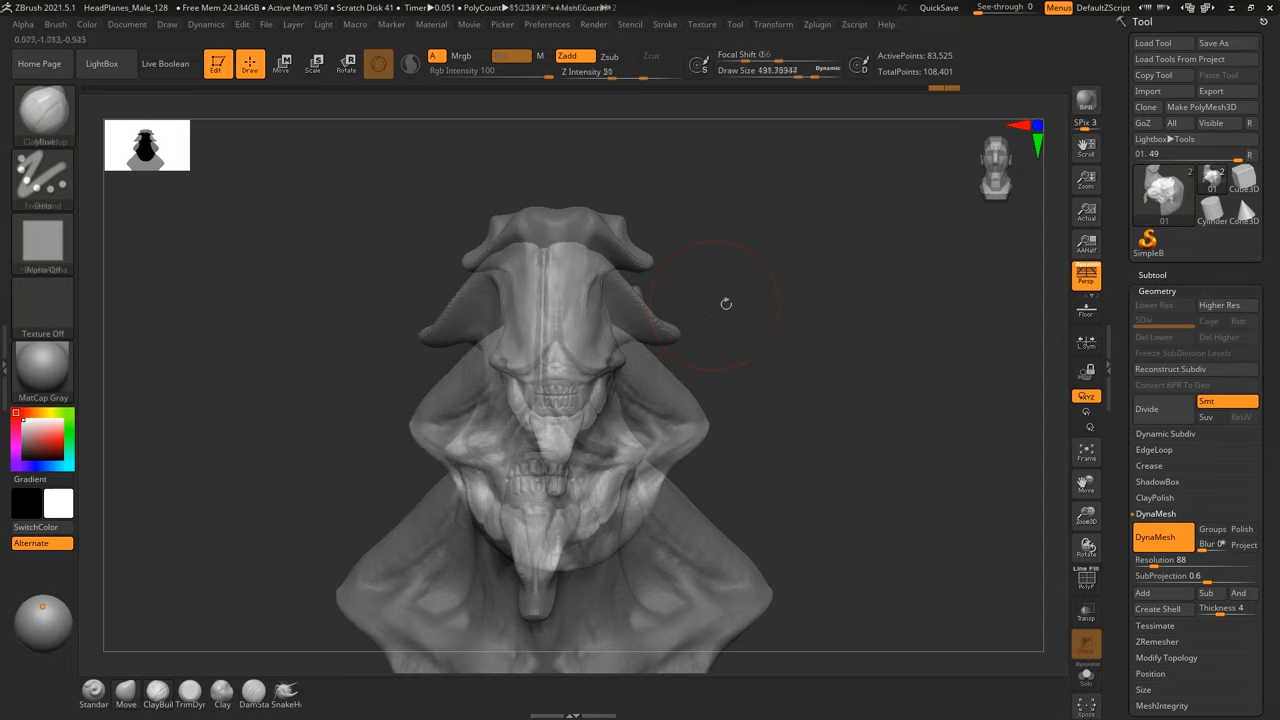 ZBrush 2021.5.1
HeadPlanes_Male_128
• Free Mem 24.244GB • Active Mem 958 • Scratch Disk 41 •
Timer▶0.051
AC
QuickSave
See-through 0
Menus
DefaultZScript
Alpha Brush Color Document Draw Dynamics Edit File Layer Light Macro Marker Material Movie Picker Preferences Render Stencil Stroke Texture Tool Transform Zplugin Zscript Help
Home Page
LightBox
Live Boolean
Edit
Draw
Move
Scale
Rotate
A
Mrgb
Rgb Intensity 100
Zadd
Zsub
Zcut
Z Intensity
Focal Shift
Draw Size
Dynamic
S
D
ActivePoints: 83,525
TotalPoints: 108,401
Texture Off
MatCap Gray
Gradient
SwitchColor
Alternate
Standar
Move
ClayBuil
TrimDyr
Clay
DamSta
SnakeH
BPR
SPix 3
Scroll
Zoom
Actual
AAHalf
Dynamic
Persp
Floor
L.Sym
XYZ
Frame
Move
Zoom3D
Rotate
Line Fill
PolyF
Transp
Dynamic
Solo
Xpose
Tool
Load Tool
Save As
Load Tools From Project
Copy Tool
Paste Tool
Import
Export
Clone
Make PolyMesh3D
GoZ
All
Visible
R
Lightbox▶Tools
01. 49
R
2
2
01
Cube3D
01
Cylinder
Cone3D
SimpleB
Subtool
Geometry
Lower Res
Higher Res
SDiv
Cage
Rstr
Del Lower
Del Higher
Freeze SubDivision Levels
Reconstruct Subdiv
Convert BPR To Geo
Divide
Smt
Suv
ReUV
Dynamic Subdiv
EdgeLoop
Crease
ShadowBox
ClayPolish
DynaMesh
DynaMesh
Groups
Polish
Blur
Project
Resolution 88
SubProjection 0.6
Add
Sub
And
Create Shell
Thickness 4
Tessimate
ZRemesher
Modify Topology
Position
Size
MeshIntegrity